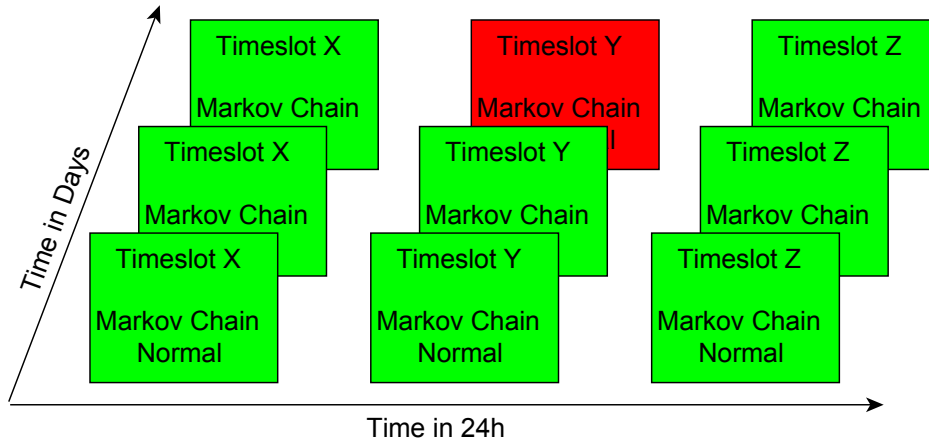 Timeslot X
Markov Chain
Timeslot Y
Markov Chain
Timeslot Z
Markov Chain
Timeslot X
Markov Chain
Timeslot Y
Markov Chain
Timeslot Z
Markov Chain
Timeslot X
Markov Chain
Normal
Timeslot Y
Markov Chain
Normal
Timeslot Z
Markov Chain
Normal
Time in Days
Time in 24h